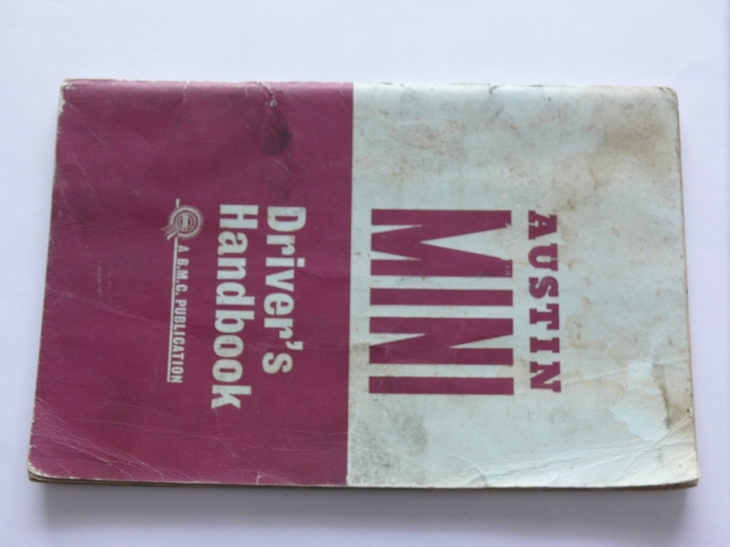 AUSTIN
MINI
Driver's
Handbook
A B.M.C. PUBLICATION